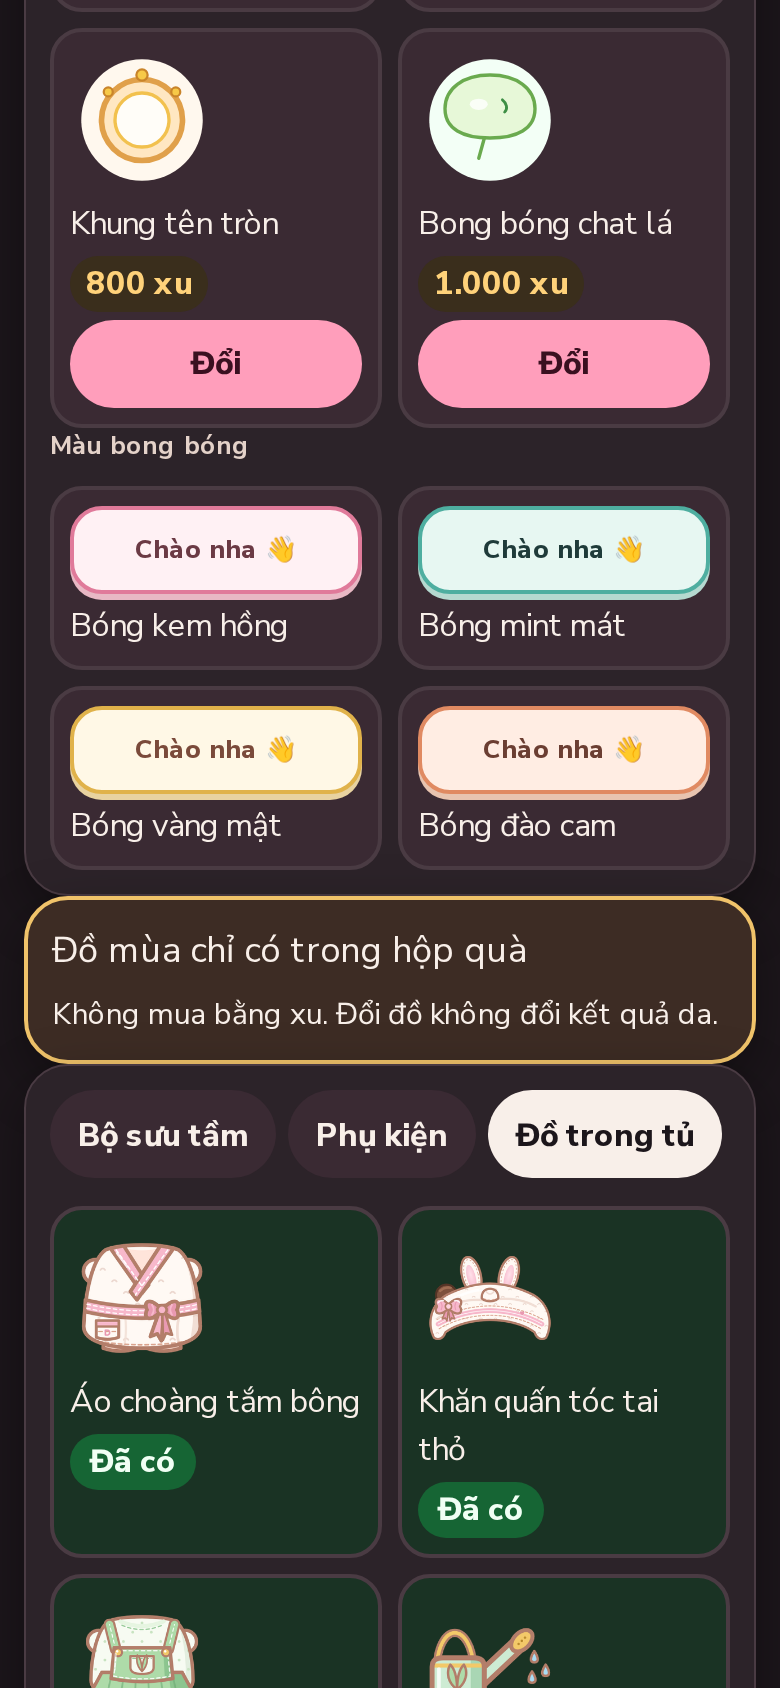 Khung tên tròn
Bong bóng chat lá
800 xu
1.000 xu
Đổi
Đổi
Màu bong bóng
Chào nha 👋
Chào nha 👋
Bóng kem hồng
Bóng mint mát
Chào nha 👋
Chào nha 👋
Bóng vàng mật
Bóng đào cam
Đồ mùa chỉ có trong hộp quà
Không mua bằng xu. Đổi đồ không đổi kết quả da.
Bộ sưu tầm
Phụ kiện
Đồ trong tủ
Áo choàng tắm bông
Đã có
Khăn quấn tóc tai
thỏ
Đã có